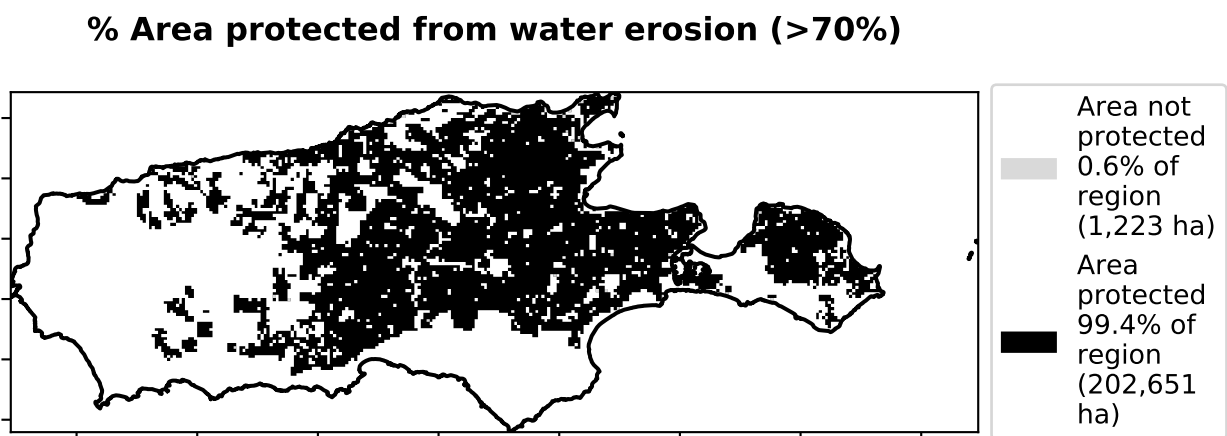 % Area protected from water erosion (>70%)
Area not
protected
0.6% of
region
(1,223 ha)
Area
protected
99.4% of
region
(202,651
ha)